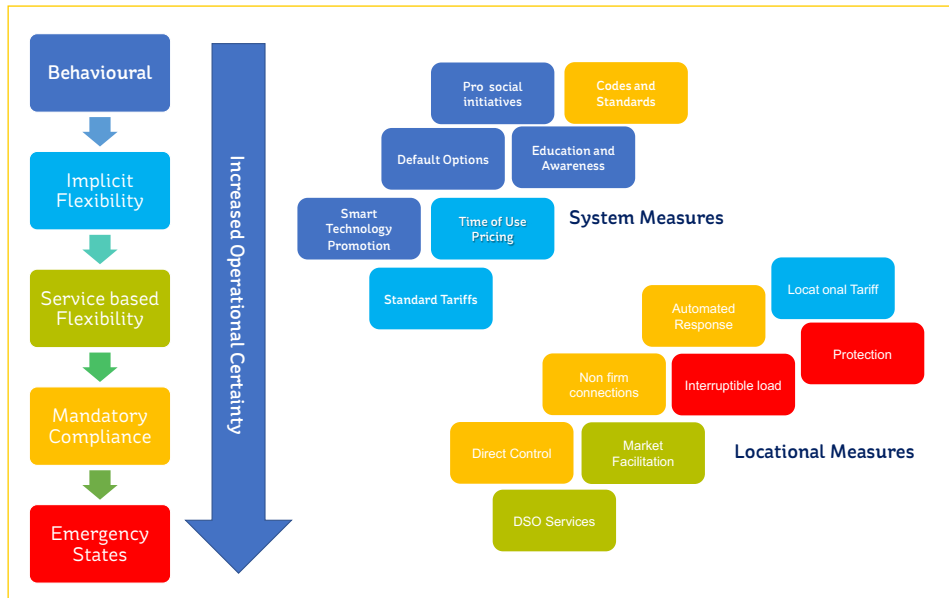 Behavioural
Implicit
Flexibility
Service based
Flexibility
Mandatory
Compliance
Emergency
States
Increased Operational Certainty
Pro social
initiatives
Codes and
Standards
Default Options
Education and
Awareness
Smart
Technology
Promotion
Time of Use
Pricing
System Measures
Standard Tariffs
Locat onal Tariff
Automated
Response
Protection
Non firm
connections
Interruptible load
Direct Control
Market
Facilitation
Locational Measures
DSO Services